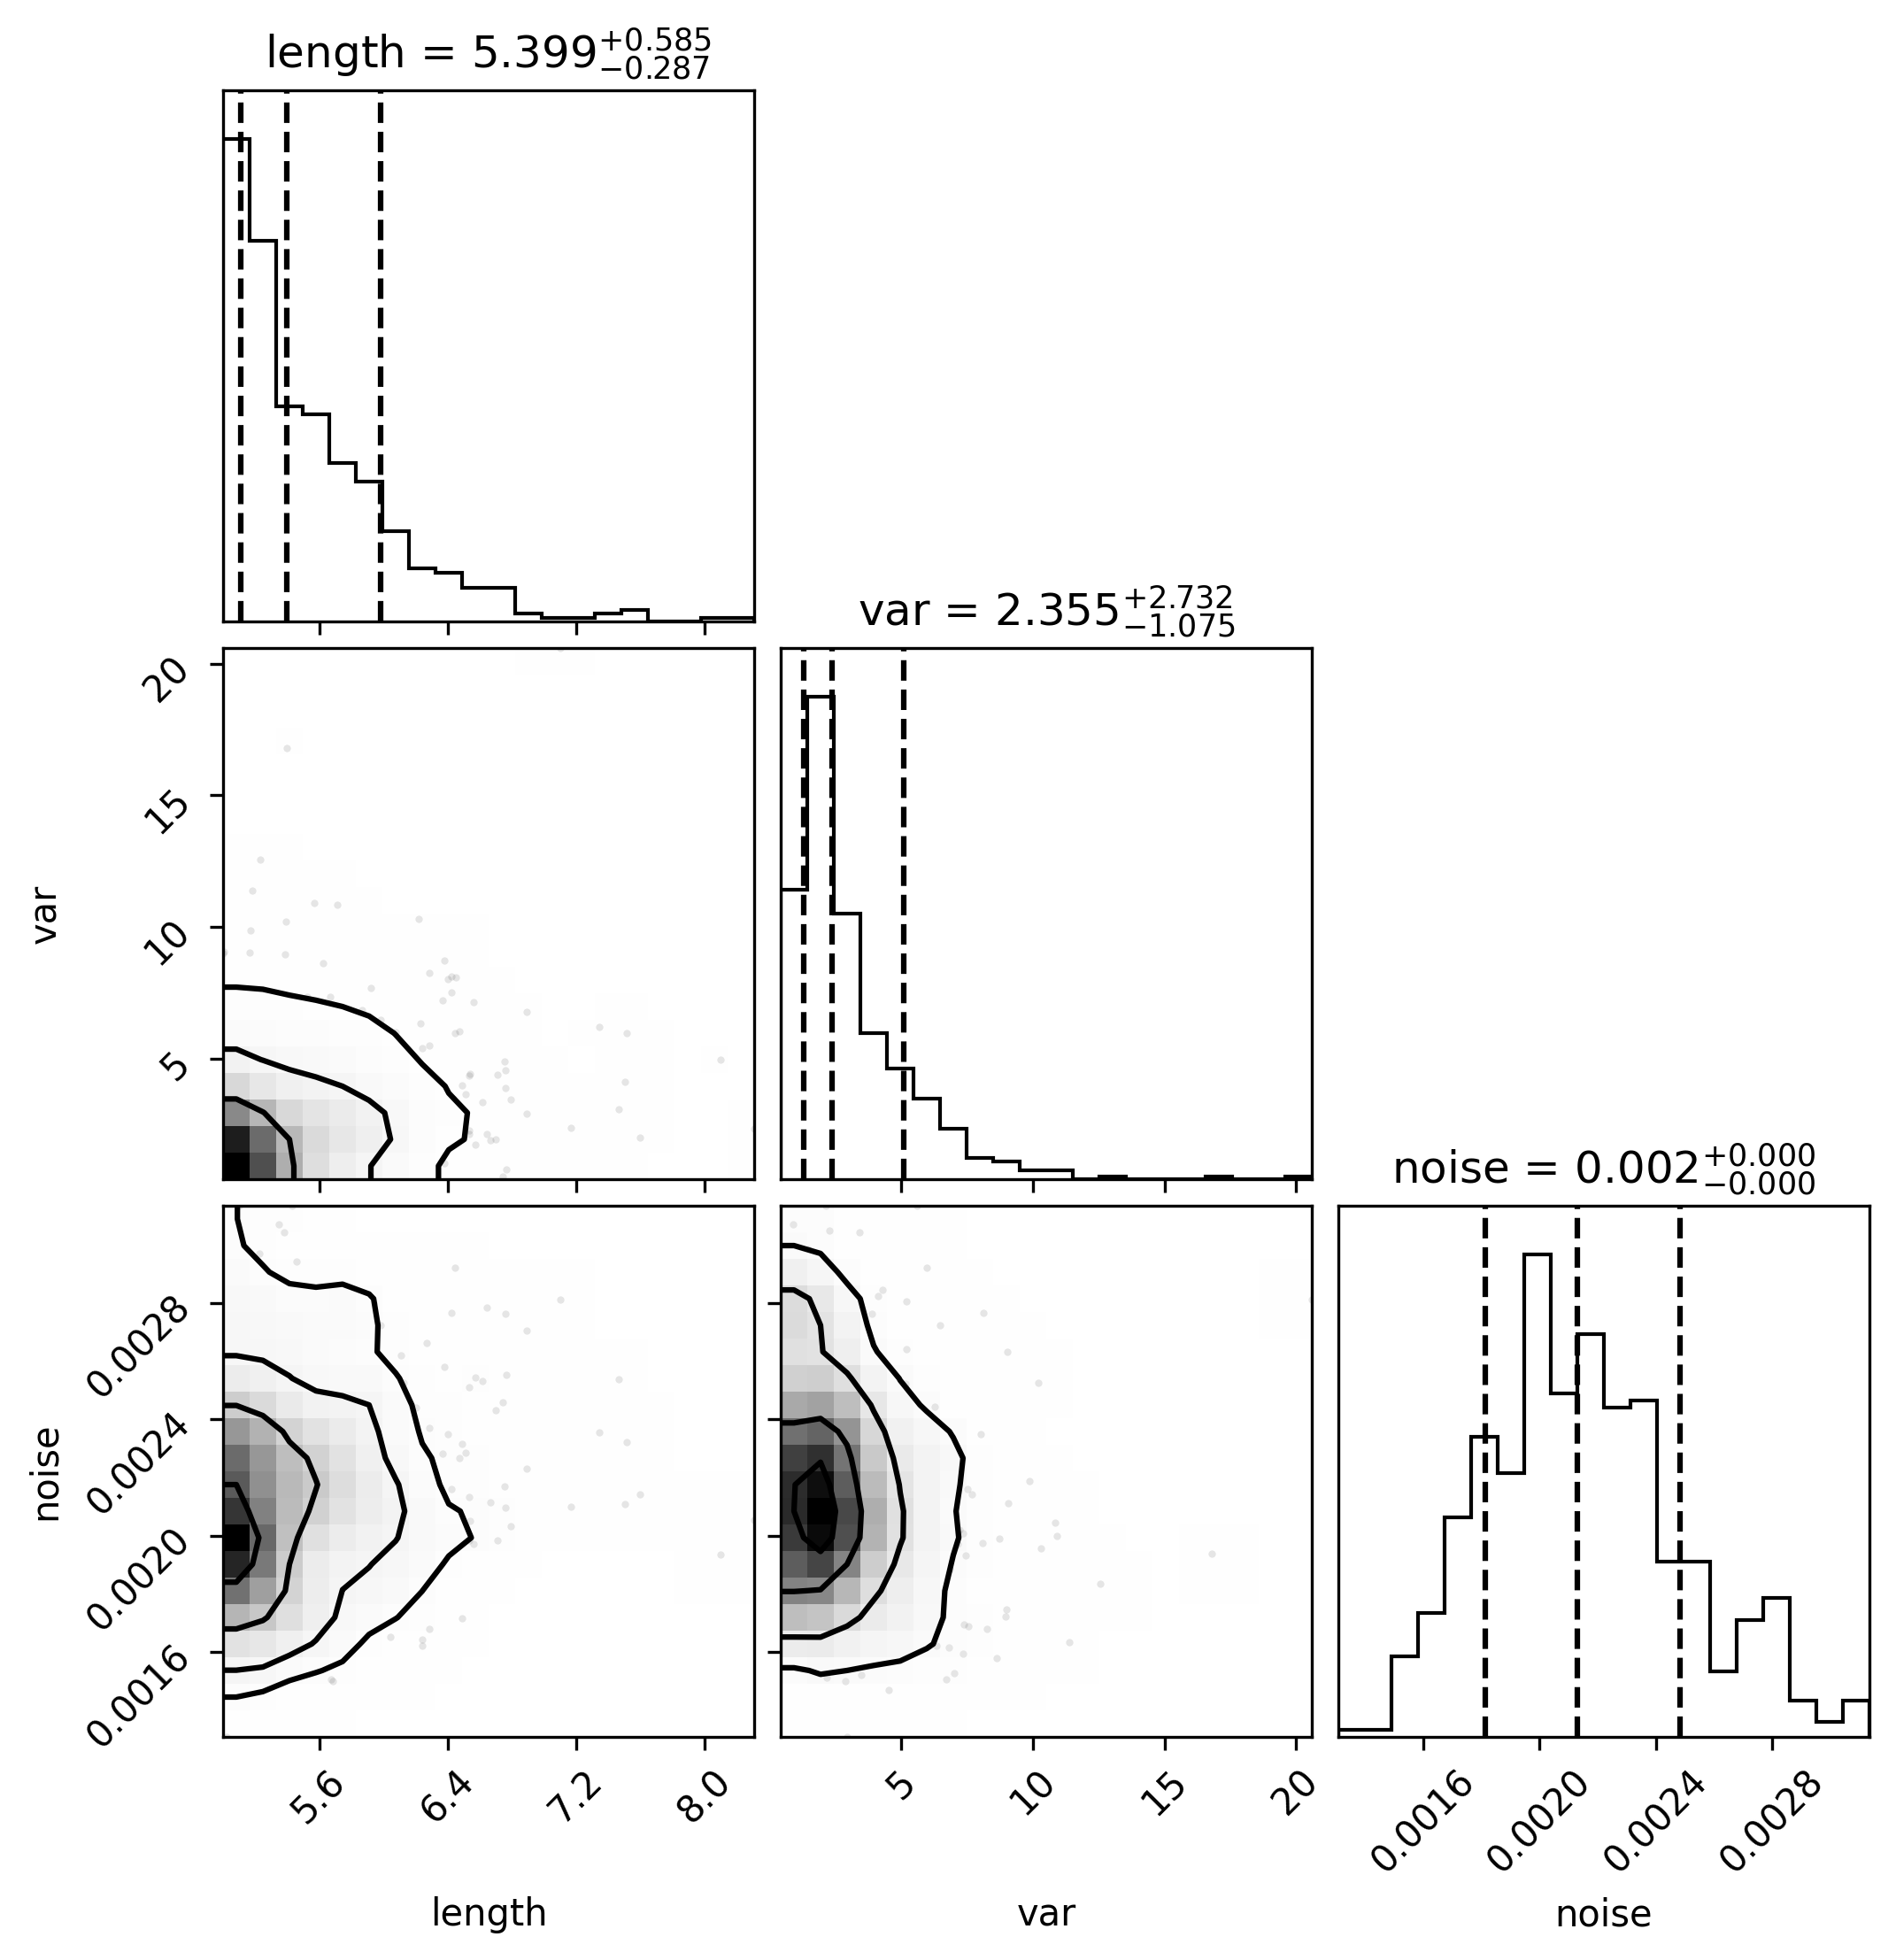 length = 5.399+0.585−0.287
var = 2.355+2.732−1.075
20
15
10
5
var
noise = 0.002+0.000−0.000
0.0028
0.0024
0.0020
0.0016
noise
5.6 6.4 7.2 8.0
5 10 15 20
0.0016 0.0020 0.0024 0.0028
length
var
noise